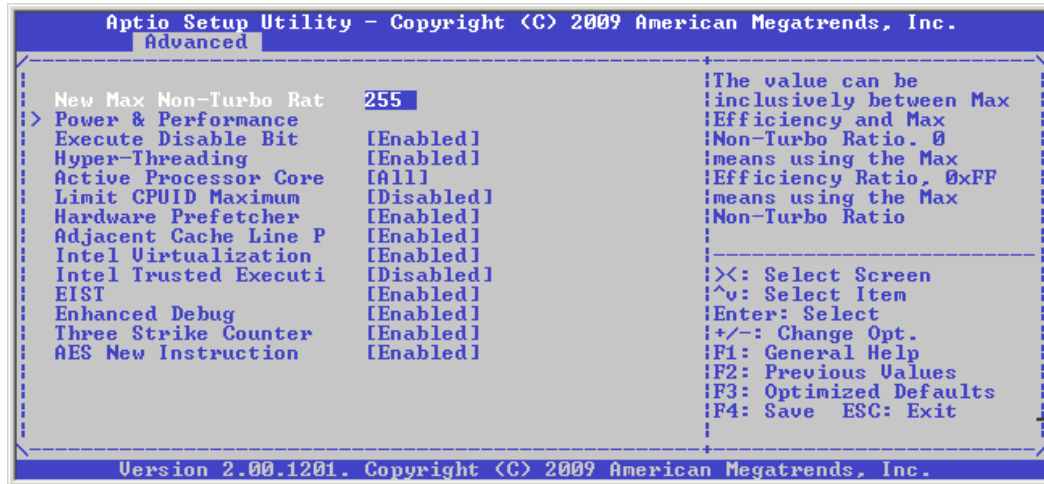 Aptio Setup Utility - Copyright (C) 2009 American Megatrends, Inc.
Advanced
New Max Non-Turbo Rat 255
> Power & Performance
Execute Disable Bit [Enabled]
Hyper-Threading [Enabled]
Active Processor Core [All]
Limit CPUID Maximum [Disabled]
Hardware Prefetcher [Enabled]
Adjacent Cache Line P [Enabled]
Intel Virtualization [Enabled]
Intel Trusted Executi [Disabled]
EIST [Enabled]
Enhanced Debug [Enabled]
Three Strike Counter [Enabled]
AES New Instruction [Enabled]
The value can be
inclusively between Max
Efficiency and Max
Non-Turbo Ratio. 0
means using the Max
Efficiency Ratio, 0xFF
means using the Max
Non-Turbo Ratio
><: Select Screen
^v: Select Item
Enter: Select
+/-: Change Opt.
F1: General Help
F2: Previous Values
F3: Optimized Defaults
F4: Save ESC: Exit
Version 2.00.1201. Copyright (C) 2009 American Megatrends, Inc.